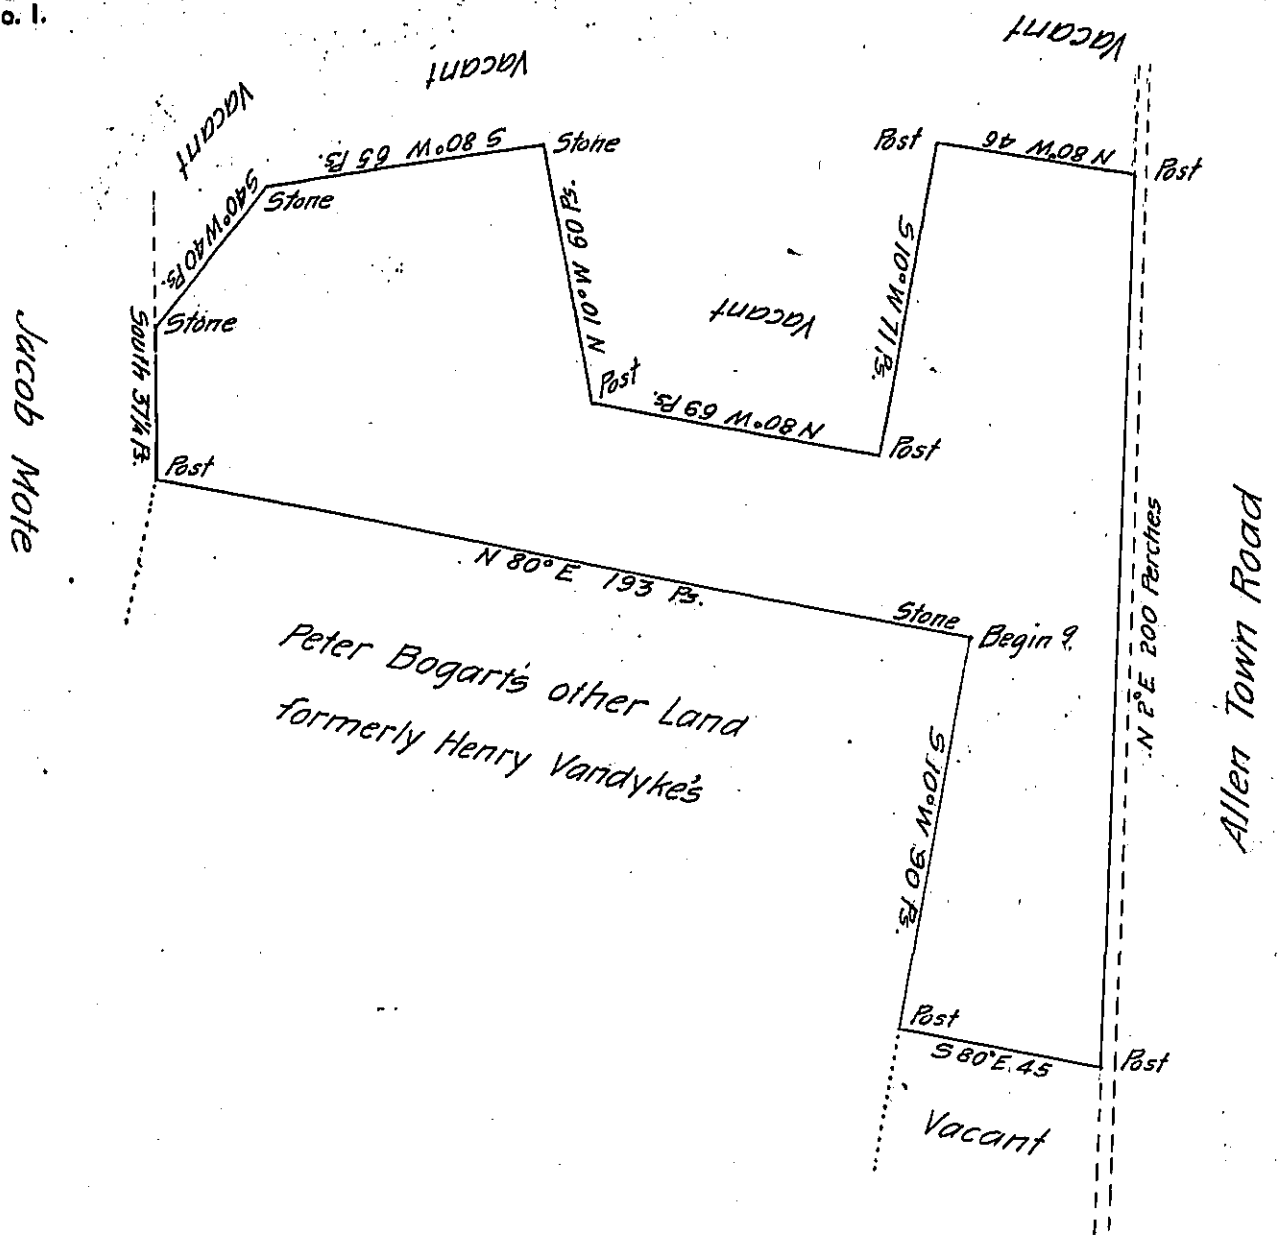 o. 1.
Vacant
Vacant
Vacant
S 80° W 65 Ps.
Stone
Post
N 80° W 46
Post
S 40° W 40 Ps.
Stone
N 10° W 60 Ps.
S 10° W 71 Ps.
Vacant
Stone
South 37¼ Ps.
Jacob Mote
Post
N 80° W 69 Ps.
Post
Post
N 80° E 193 Ps.
Stone
Begin g.
N 2° E 200 Perches
Allen Town Road
Peter Bogart's other Land
formerly Henry Vandyke's
S 10° W 90 Ps.
Post
S 80° E. 45
Post
Vacant